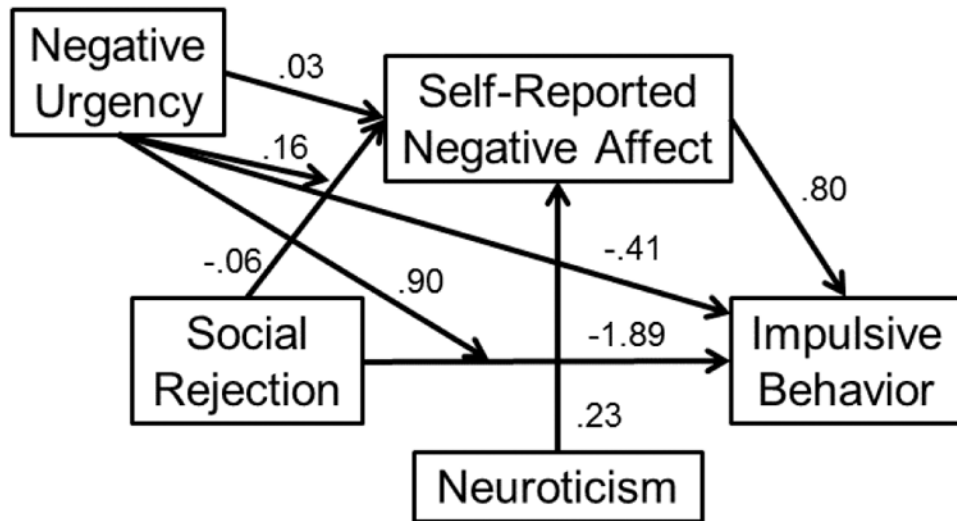 Negative
Urgency
.03
Self-Reported
Negative Affect
.16
.80
-.06
.90
-.41
Social
Rejection
-1.89
Impulsive
Behavior
.23
Neuroticism